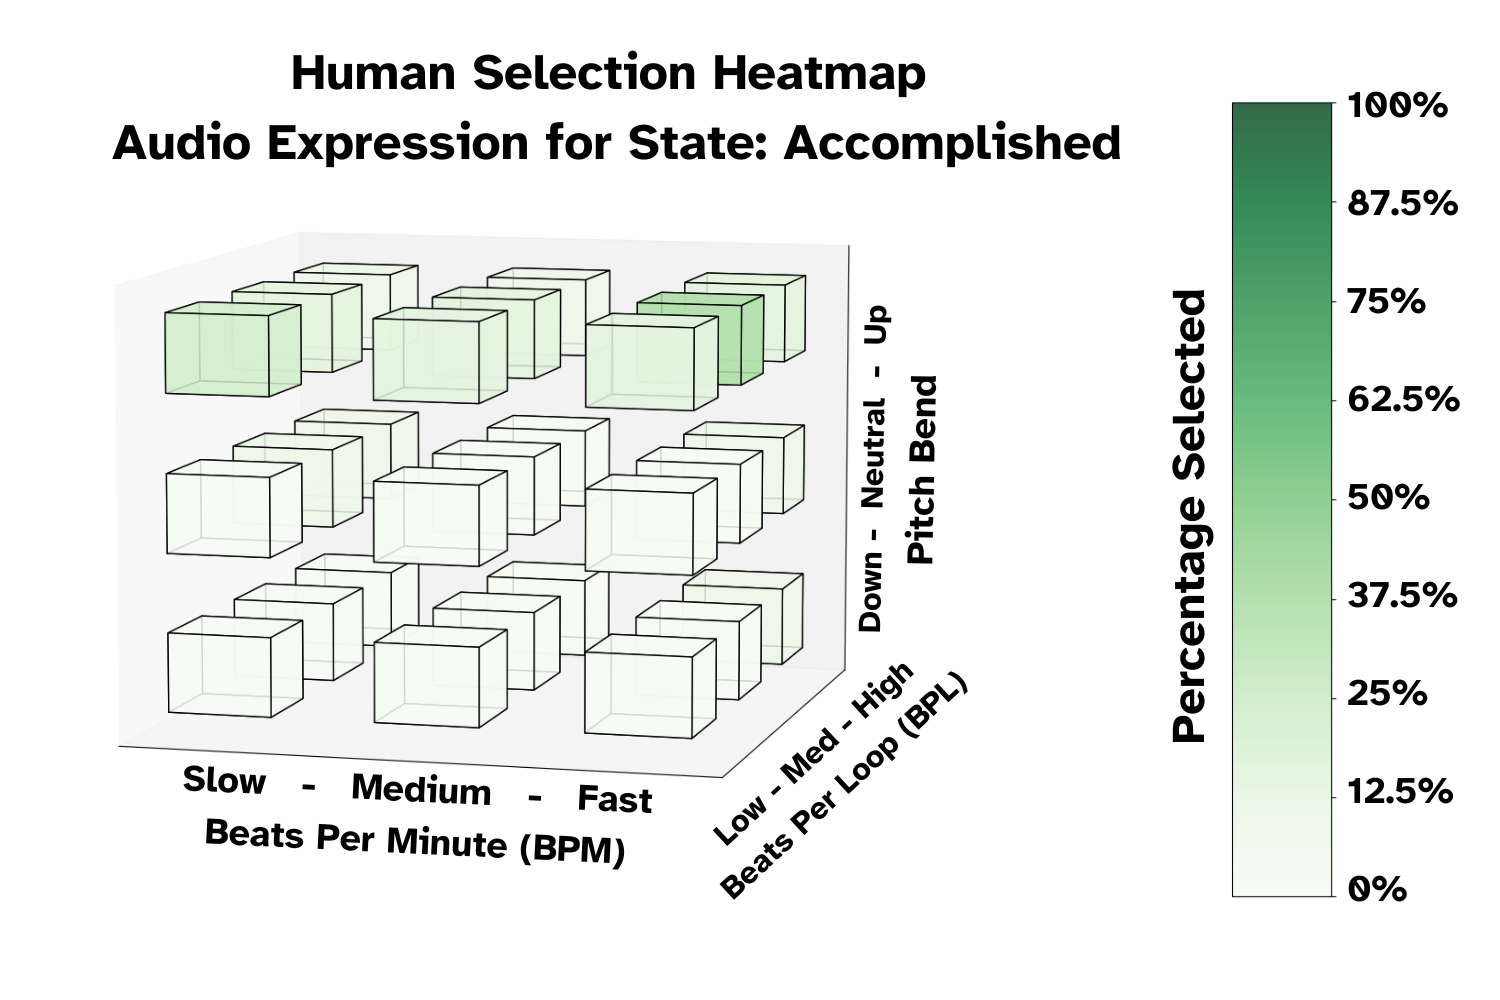 Human Selection Heatmap
Audio Expression for State: Accomplished
Down - Neutral - Up
Pitch Bend
Slow - Medium - Fast
Beats Per Minute (BPM)
Low - Med - High
Beats Per Loop (BPL)
Percentage Selected
100%
87.5%
75%
62.5%
50%
37.5%
25%
12.5%
0%